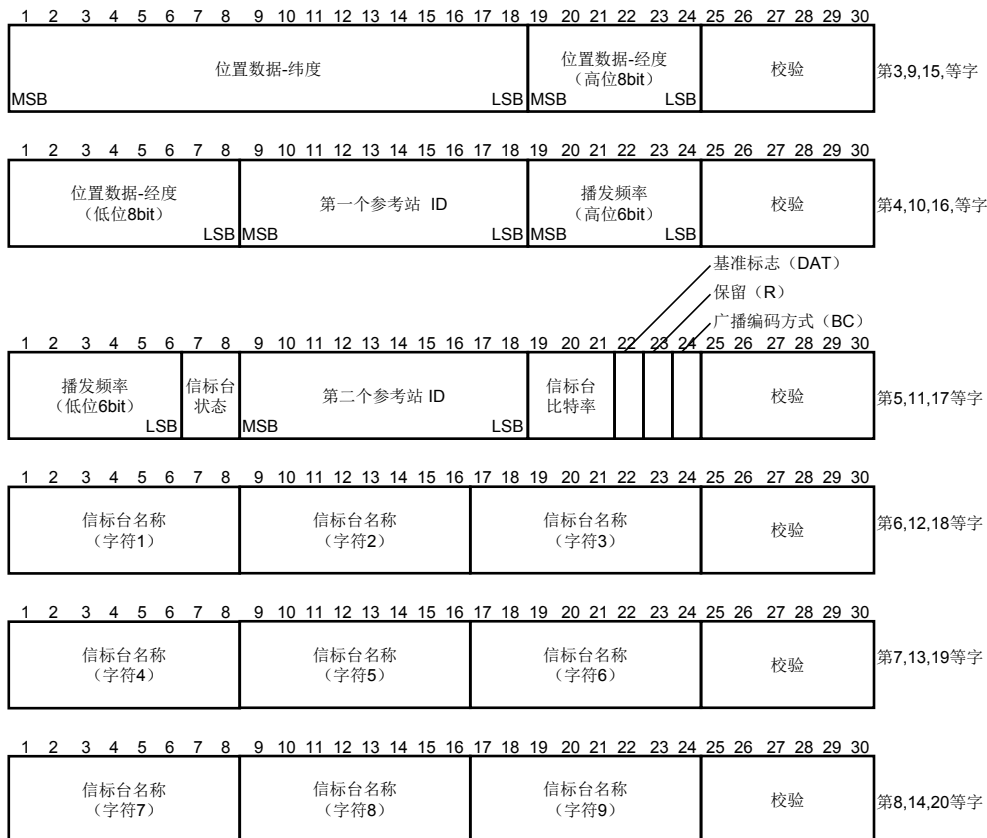 1 2 3 4 5 6 7 8 9 10 11 12 13 14 15 16 17 18 19 20 21 22 23 24 25 26 27 28 29 30
位置数据-纬度
位置数据-经度
（高位8bit）
校验
第3,9,15,等字
MSB LSB MSB LSB
1 2 3 4 5 6 7 8 9 10 11 12 13 14 15 16 17 18 19 20 21 22 23 24 25 26 27 28 29 30
位置数据-经度
（低位8bit）
第一个参考站 ID
播发频率
（高位6bit）
校验
第4,10,16,等字
LSB MSB LSB MSB LSB
基准标志（DAT）
保留（R）
广播编码方式（BC）
1 2 3 4 5 6 7 8 9 10 11 12 13 14 15 16 17 18 19 20 21 22 23 24 25 26 27 28 29 30
播发频率
（低位6bit）
信标台
状态
第二个参考站 ID
信标台
比特率
校验
第5,11,17等字
LSB MSB LSB
1 2 3 4 5 6 7 8 9 10 11 12 13 14 15 16 17 18 19 20 21 22 23 24 25 26 27 28 29 30
信标台名称
（字符1）
信标台名称
（字符2）
信标台名称
（字符3）
校验
第6,12,18等字
1 2 3 4 5 6 7 8 9 10 11 12 13 14 15 16 17 18 19 20 21 22 23 24 25 26 27 28 29 30
信标台名称
（字符4）
信标台名称
（字符5）
信标台名称
（字符6）
校验
第7,13,19等字
1 2 3 4 5 6 7 8 9 10 11 12 13 14 15 16 17 18 19 20 21 22 23 24 25 26 27 28 29 30
信标台名称
（字符7）
信标台名称
（字符8）
信标台名称
（字符9）
校验
第8,14,20等字